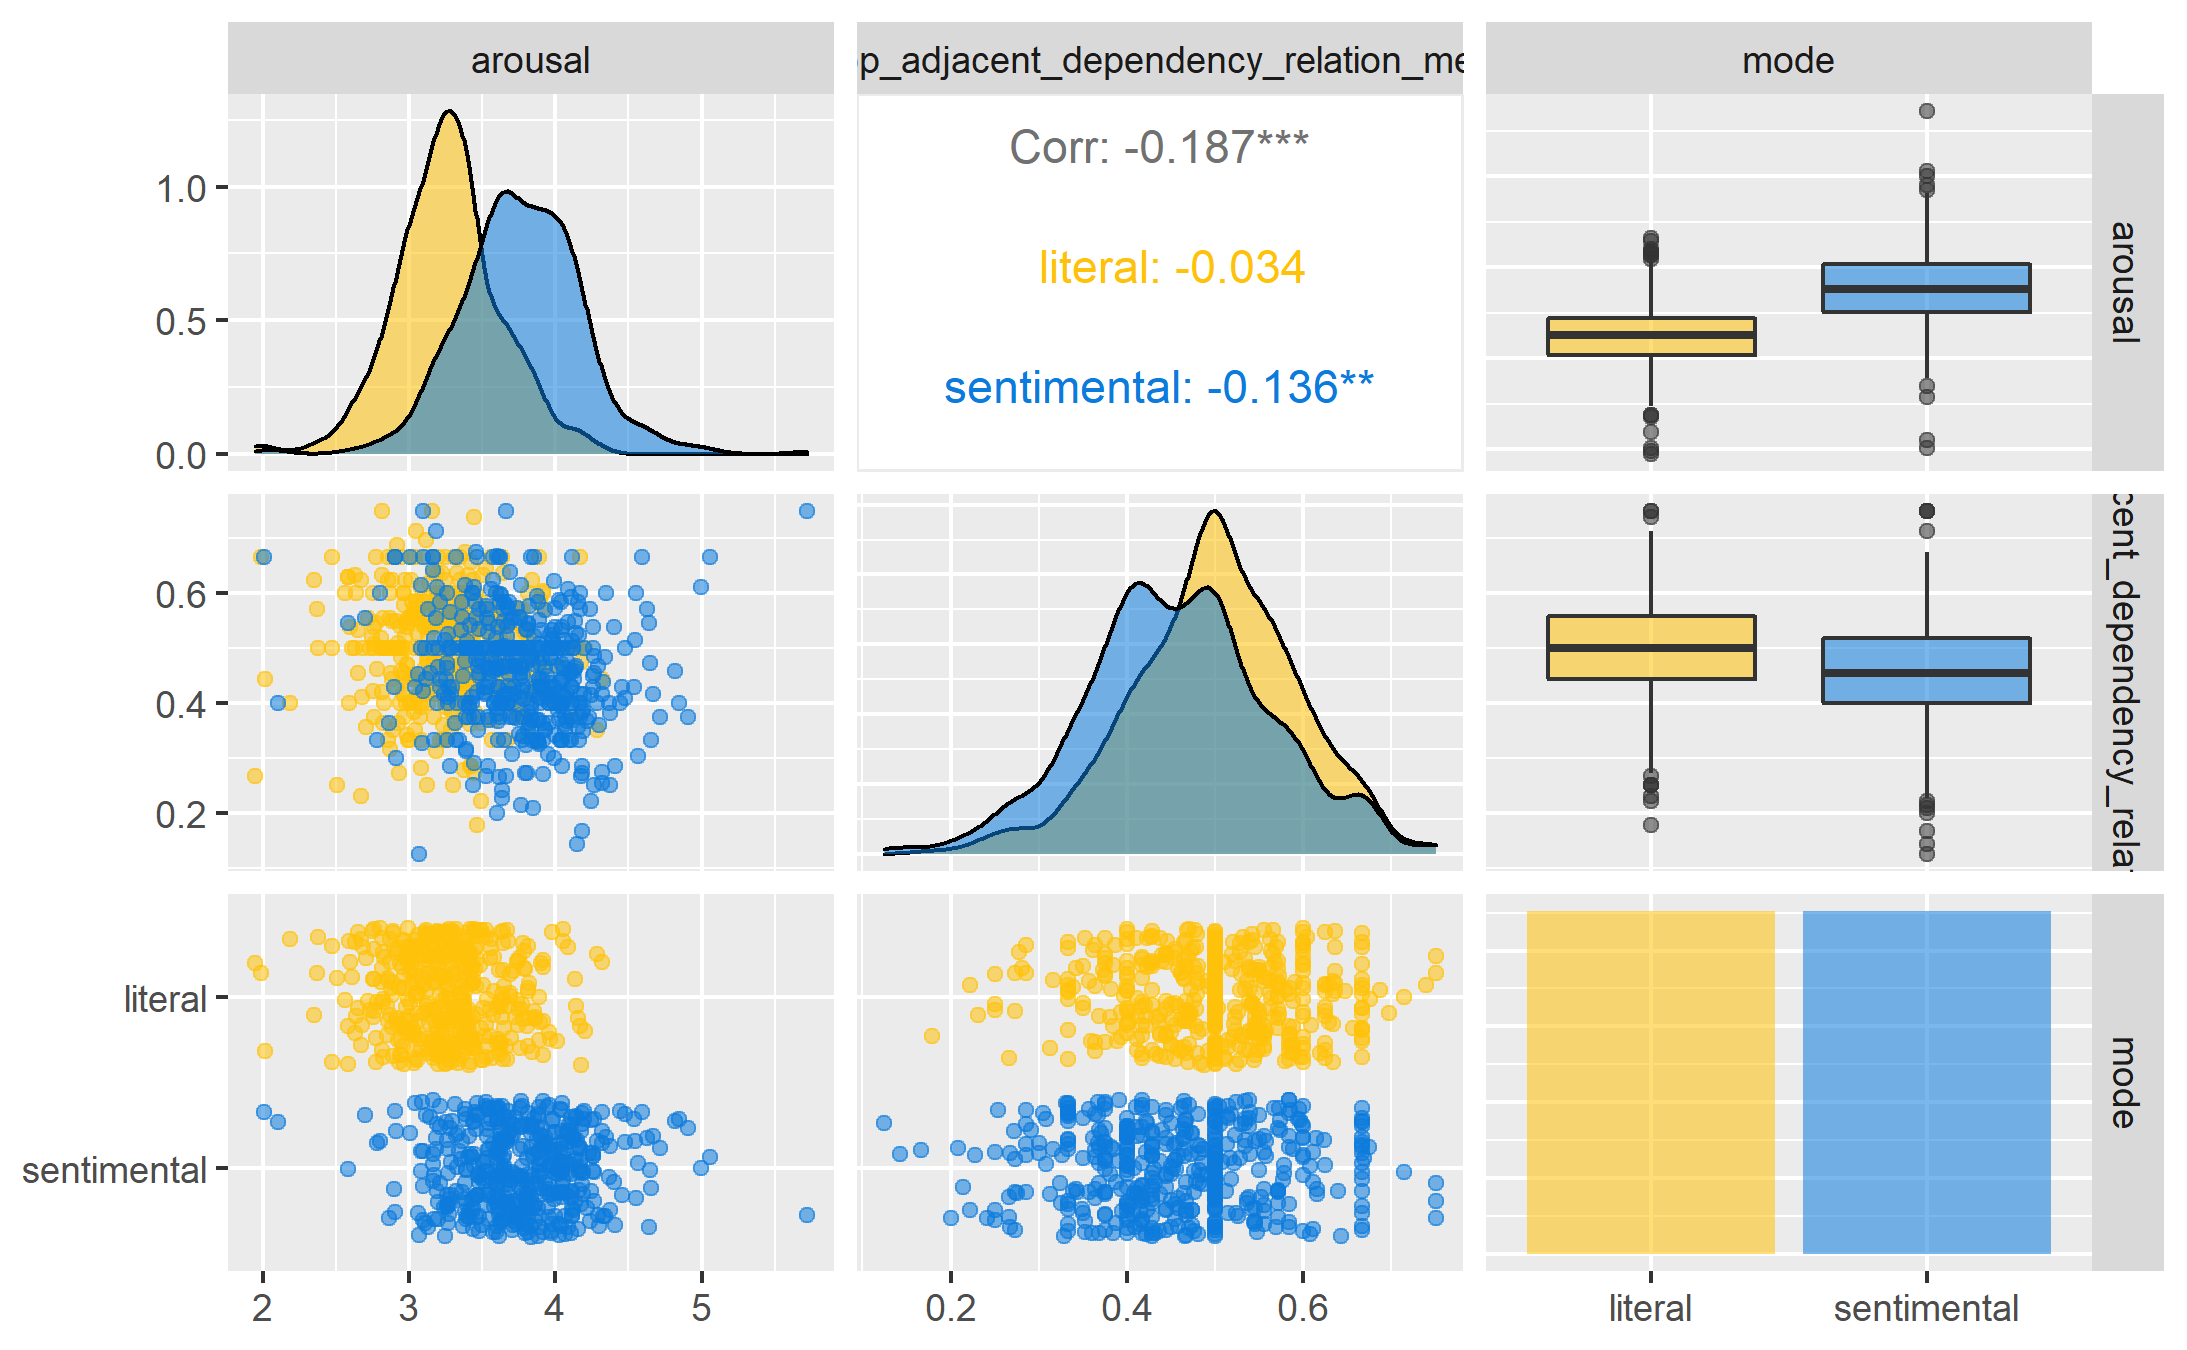 arousal
p_adjacent_dependency_relation_me
mode
1.0
0.5
0.0
Corr: -0.187***
literal: -0.034
sentimental: -0.136**
arousal
0.6
0.4
0.2
cent_dependency_rela
literal
sentimental
mode
2 3 4 5
0.2 0.4 0.6
literal sentimental